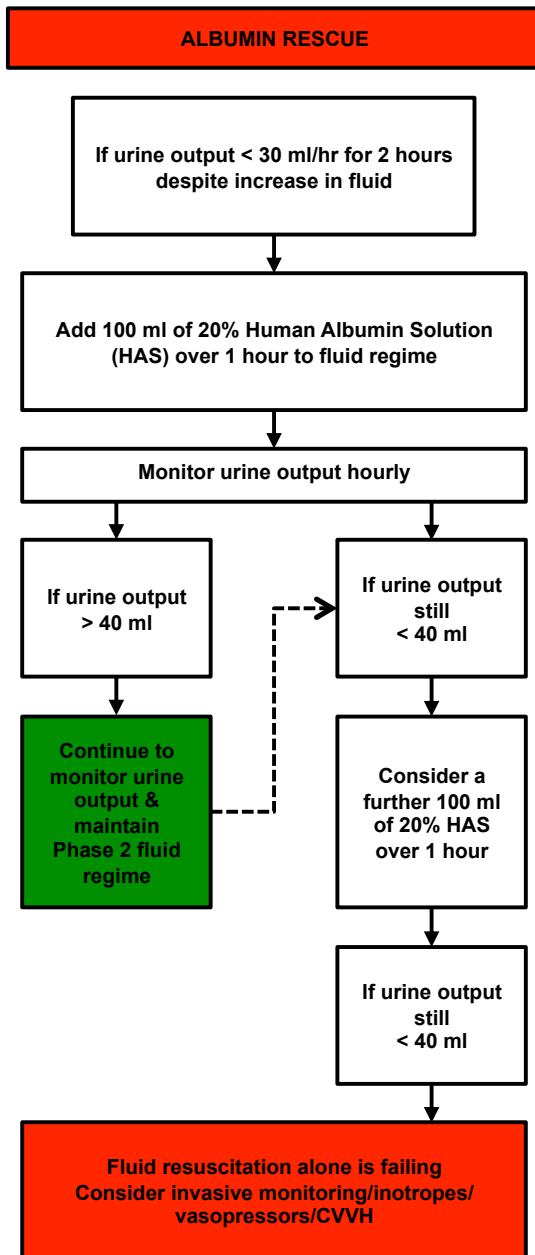 ALBUMIN RESCUE
If urine output < 30 ml/hr for 2 hours
despite increase in fluid
Add 100 ml of 20% Human Albumin Solution
(HAS) over 1 hour to fluid regime
Monitor urine output hourly
If urine output
> 40 ml
If urine output
still
< 40 ml
Continue to
monitor urine
output &
maintain
Phase 2 fluid
regime
Consider a
further 100 ml
of 20% HAS
over 1 hour
If urine output
still
< 40 ml
Fluid resuscitation alone is failing
Consider invasive monitoring/inotropes/
vasopressors/CVVH